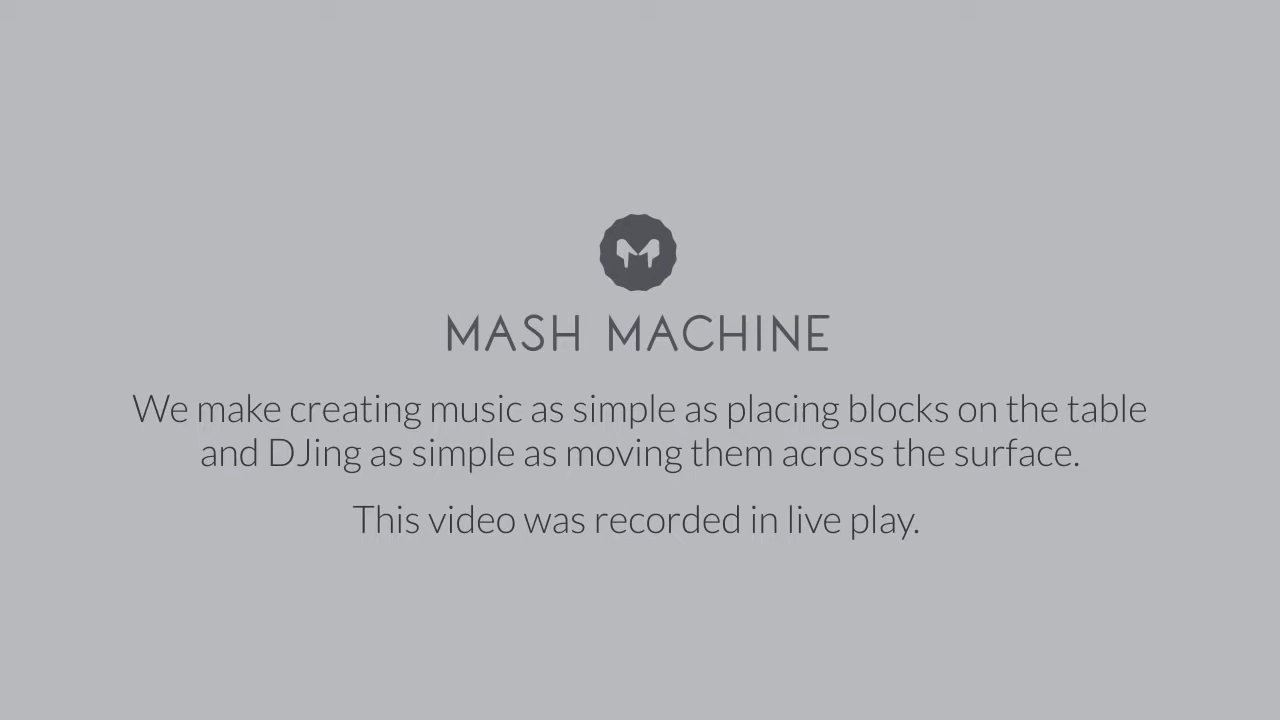 MASH MACHINE
We make creating music as simple as placing blocks on the table
and DJing as simple as moving them across the surface.
This video was recorded in live play.